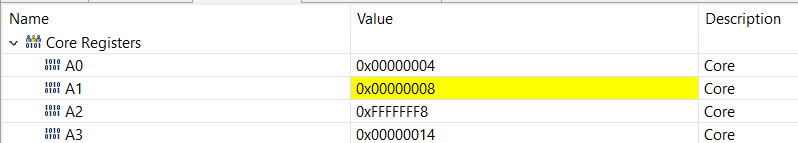 Name Value Description
Core Registers
A0 0x00000004 Core
A1 0x00000008 Core
A2 0xFFFFFFF8 Core
A3 0x00000014 Core